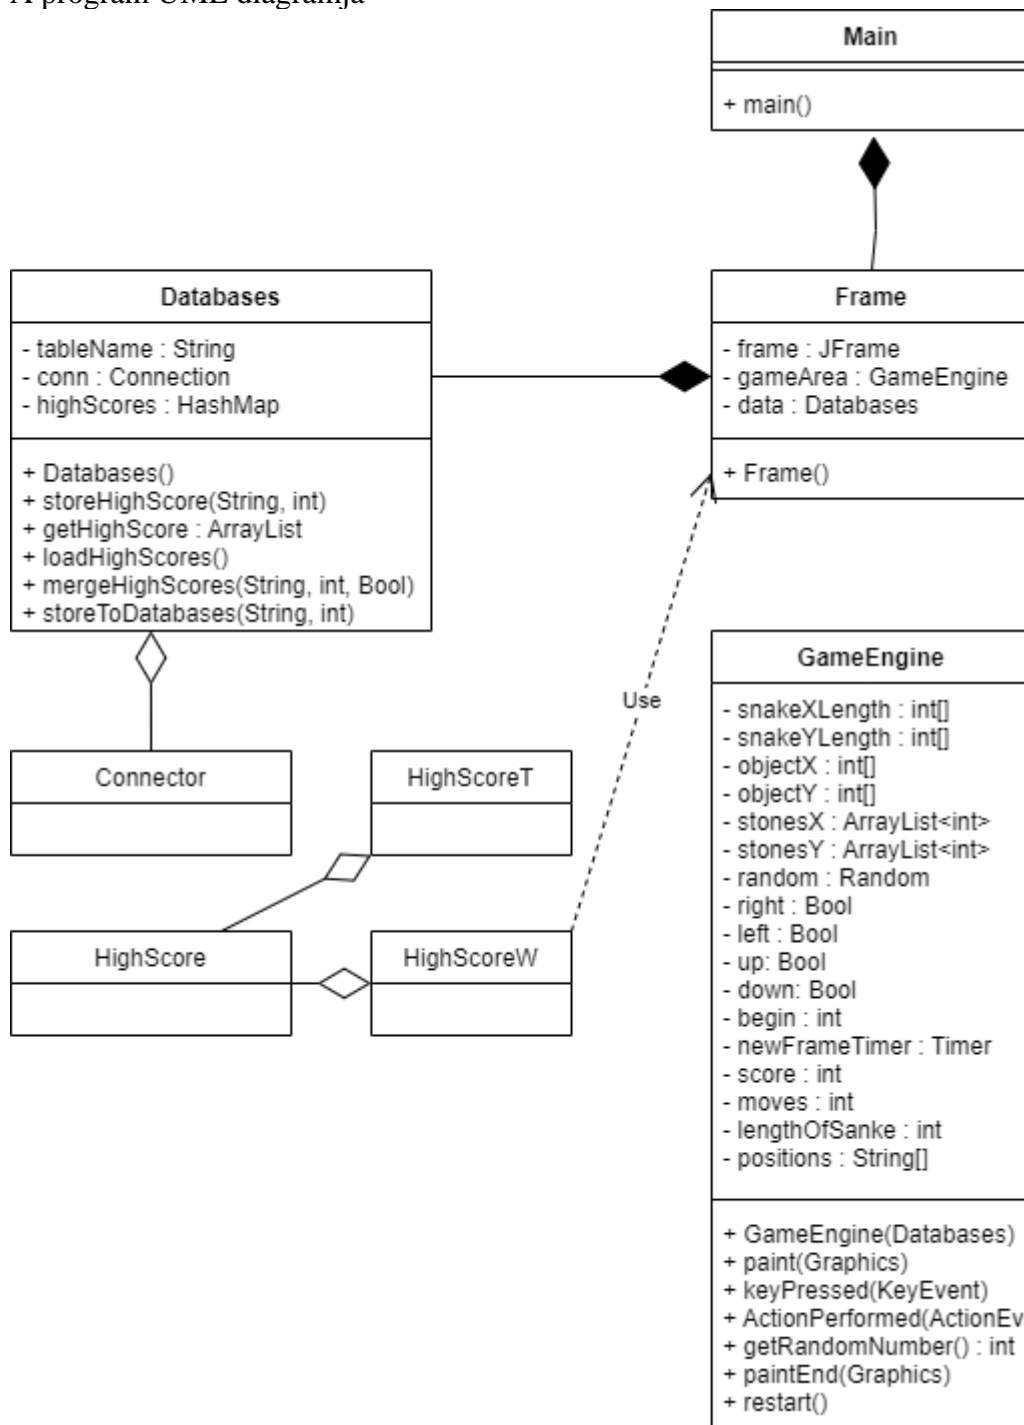 A program UML diagramja
Main
+ main()
Databases
- tableName : String
- conn : Connection
- highScores : HashMap
+ Databases()
+ storeHighScore(String, int)
+ getHighScore : ArrayList
+ loadHighScores()
+ mergeHighScores(String, int, Bool)
+ storeToDatabases(String, int)
Frame
- frame : JFrame
- gameArea : GameEngine
- data : Databases
+ Frame()
Use
Connector
HighScoreT
HighScore
HighScoreW
GameEngine
- snakeXLength : int[]
- snakeYLength : int[]
- objectX : int[]
- objectY : int[]
- stonesX : ArrayList<int>
- stonesY : ArrayList<int>
- random : Random
- right : Bool
- left : Bool
- up: Bool
- down: Bool
- begin : int
- newFrameTimer : Timer
- score : int
- moves : int
- lengthOfSanke : int
- positions : String[]
+ GameEngine(Databases)
+ paint(Graphics)
+ keyPressed(KeyEvent)
+ ActionPerformed(ActionEv
+ getRandomNumber() : int
+ paintEnd(Graphics)
+ restart()